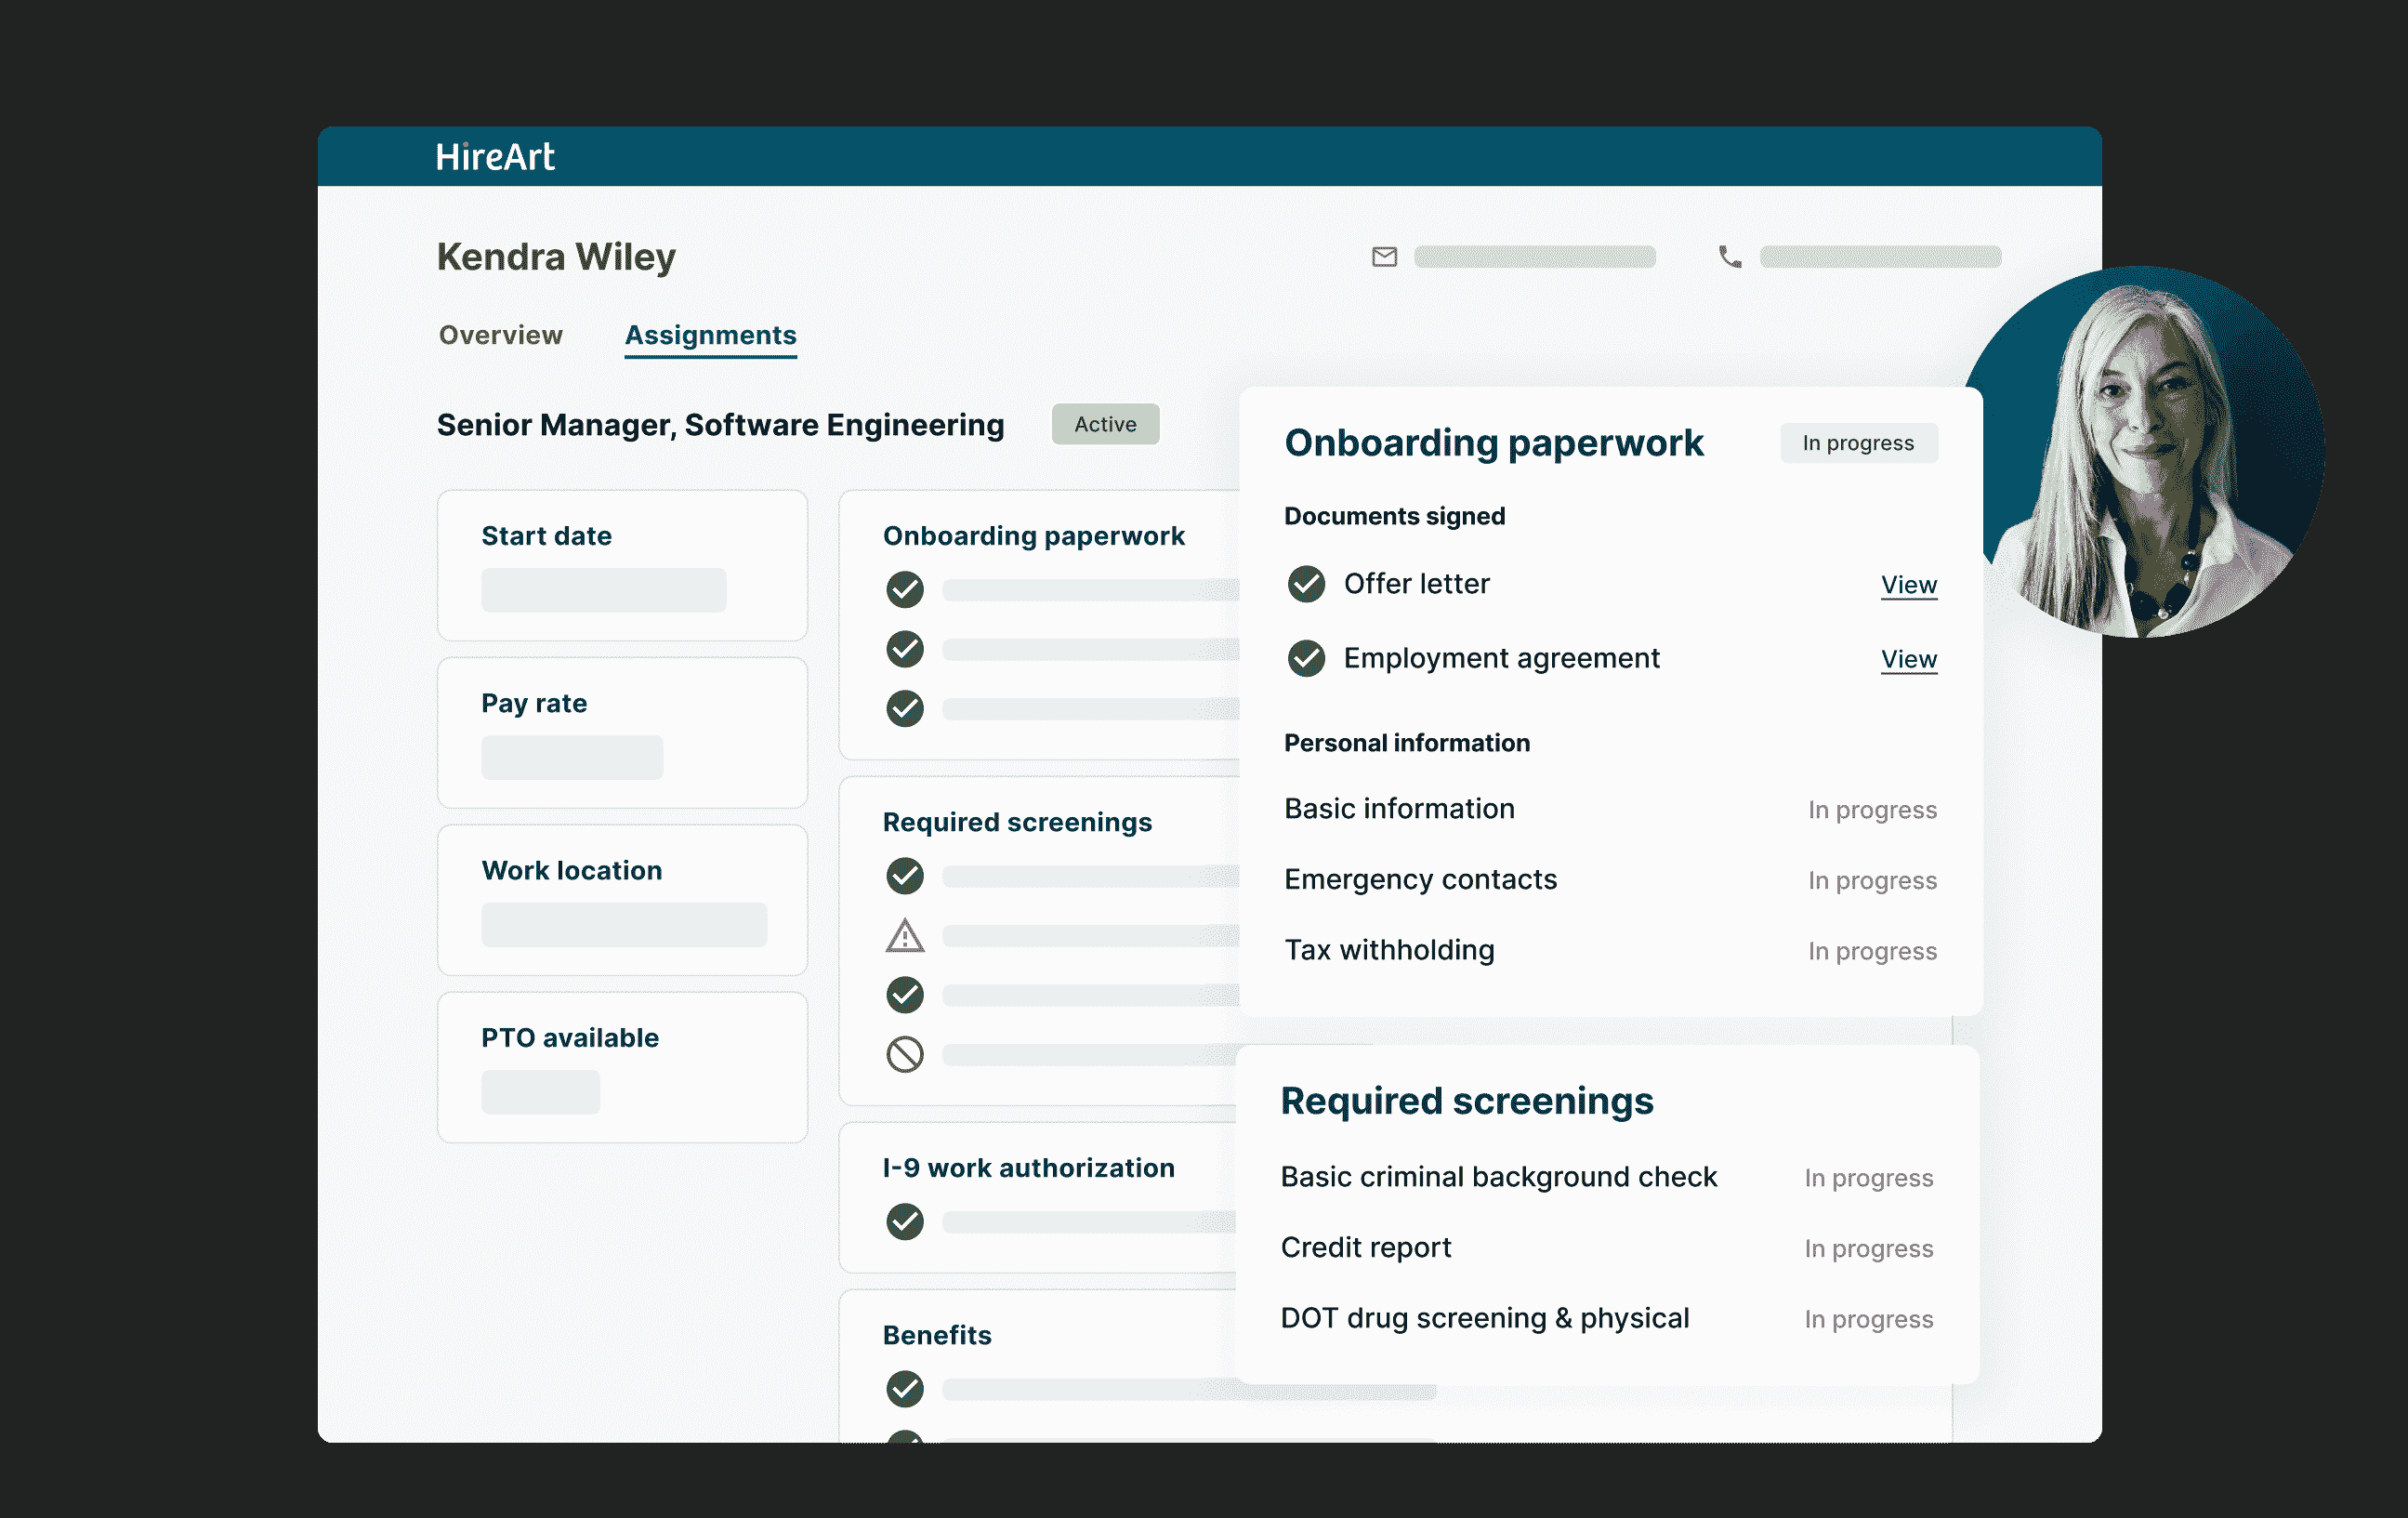 HireArt
Kendra Wiley
Overview Assignments
Senior Manager, Software Engineering Active
Start date
Pay rate
Work location
PTO available
Onboarding paperwork
Required screenings
I-9 work authorization
Benefits
Onboarding paperwork In progress
Documents signed
Offer letter View
Employment agreement View
Personal information
Basic information In progress
Emergency contacts In progress
Tax withholding In progress
Required screenings
Basic criminal background check In progress
Credit report In progress
DOT drug screening & physical In progress